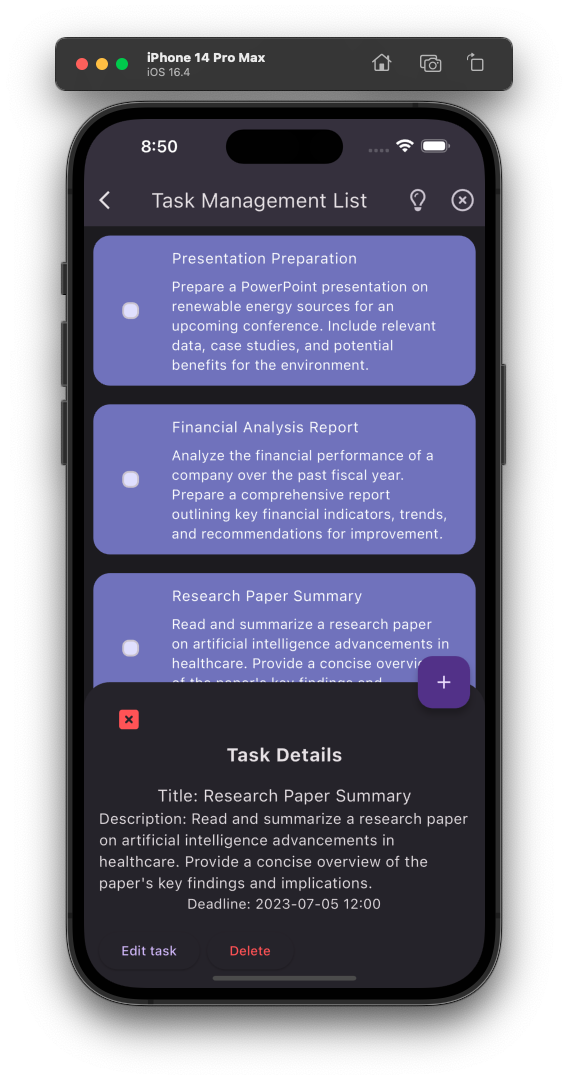 iPhone 14 Pro Max
iOS 16.4
8:50
Task Management List
Presentation Preparation
Prepare a PowerPoint presentation on
renewable energy sources for an
upcoming conference. Include relevant
data, case studies, and potential
benefits for the environment.
Financial Analysis Report
Analyze the financial performance of a
company over the past fiscal year.
Prepare a comprehensive report
outlining key financial indicators, trends,
and recommendations for improvement.
Research Paper Summary
Read and summarize a research paper
on artificial intelligence advancements in
healthcare. Provide a concise
of the paper's key findings and
Task Details
Title: Research Paper Summary
Description: Read and summarize a research paper
on artificial intelligence advancements in
healthcare. Provide a concise overview of the
paper's key findings and implications.
Deadline: 2023-07-05 12:00
Edit task
Delete